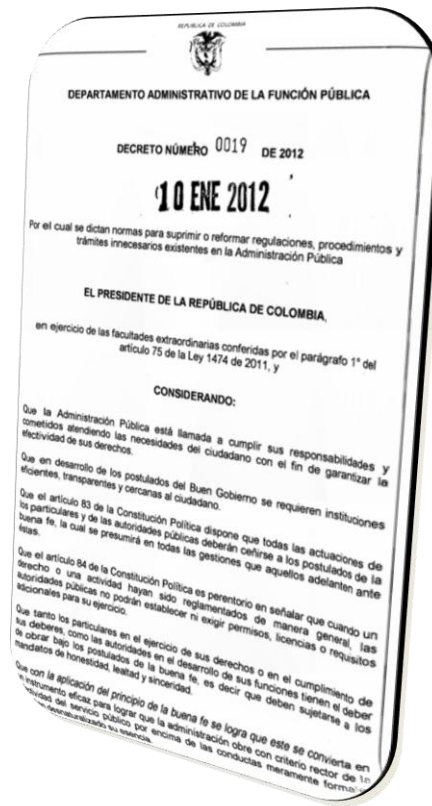 REPUBLICA DE COLOMBIA
DEPARTAMENTO ADMINISTRATIVO DE LA FUNCIÓN PÚBLICA
DECRETO NÚMERO 0019 DE 2012
10 ENE 2012
Por el cual se dictan normas para suprimir o reformar regulaciones, procedimientos y
trámites innecesarios existentes en la Administración Pública
EL PRESIDENTE DE LA REPÚBLICA DE COLOMBIA,
en ejercicio de las facultades extraordinarias conferidas por el parágrafo 1° del
artículo 75 de la Ley 1474 de 2011, y
CONSIDERANDO:
Que la Administración Pública está llamada a cumplir sus responsabilidades y
cometidos atendiendo las necesidades del ciudadano con el fin de garantizar la
efectividad de sus derechos.
Que en desarrollo de los postulados del Buen Gobierno se requieren instituciones
eficientes, transparentes y cercanas al ciudadano.
Que el artículo 83 de la Constitución Política dispone que todas las actuaciones de
los particulares y de las autoridades públicas deberán ceñirse a los postulados de la
buena fe, la cual se presumirá en todas las gestiones que aquellos adelanten ante
éstas.
Que el artículo 84 de la Constitución Política es perentorio en señalar que cuando un
derecho o una actividad hayan sido reglamentados de manera general, las
autoridades públicas no podrán establecer ni exigir permisos, licencias o requisitos
adicionales para su ejercicio.
Que tanto los particulares en el ejercicio de sus derechos o en el cumplimiento de
sus deberes, como las autoridades en el desarrollo de sus funciones tienen el deber
de obrar bajo los postulados de la buena fe, es decir que deben sujetarse a los
mandatos de honestidad, lealtad y sinceridad.
Que con la aplicación del principio de la buena fe se logra que este se convierta en
un instrumento eficaz para lograr que la administración obre con criterio rector de
del servicio público por encima de las conductas meramente
desnaturalizado su esencia.